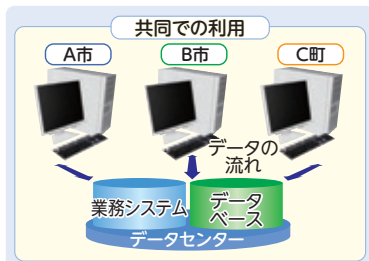 共同での利用
A市
B市
C町
データの
流れ
業務システム
データ
ベース
データセンター